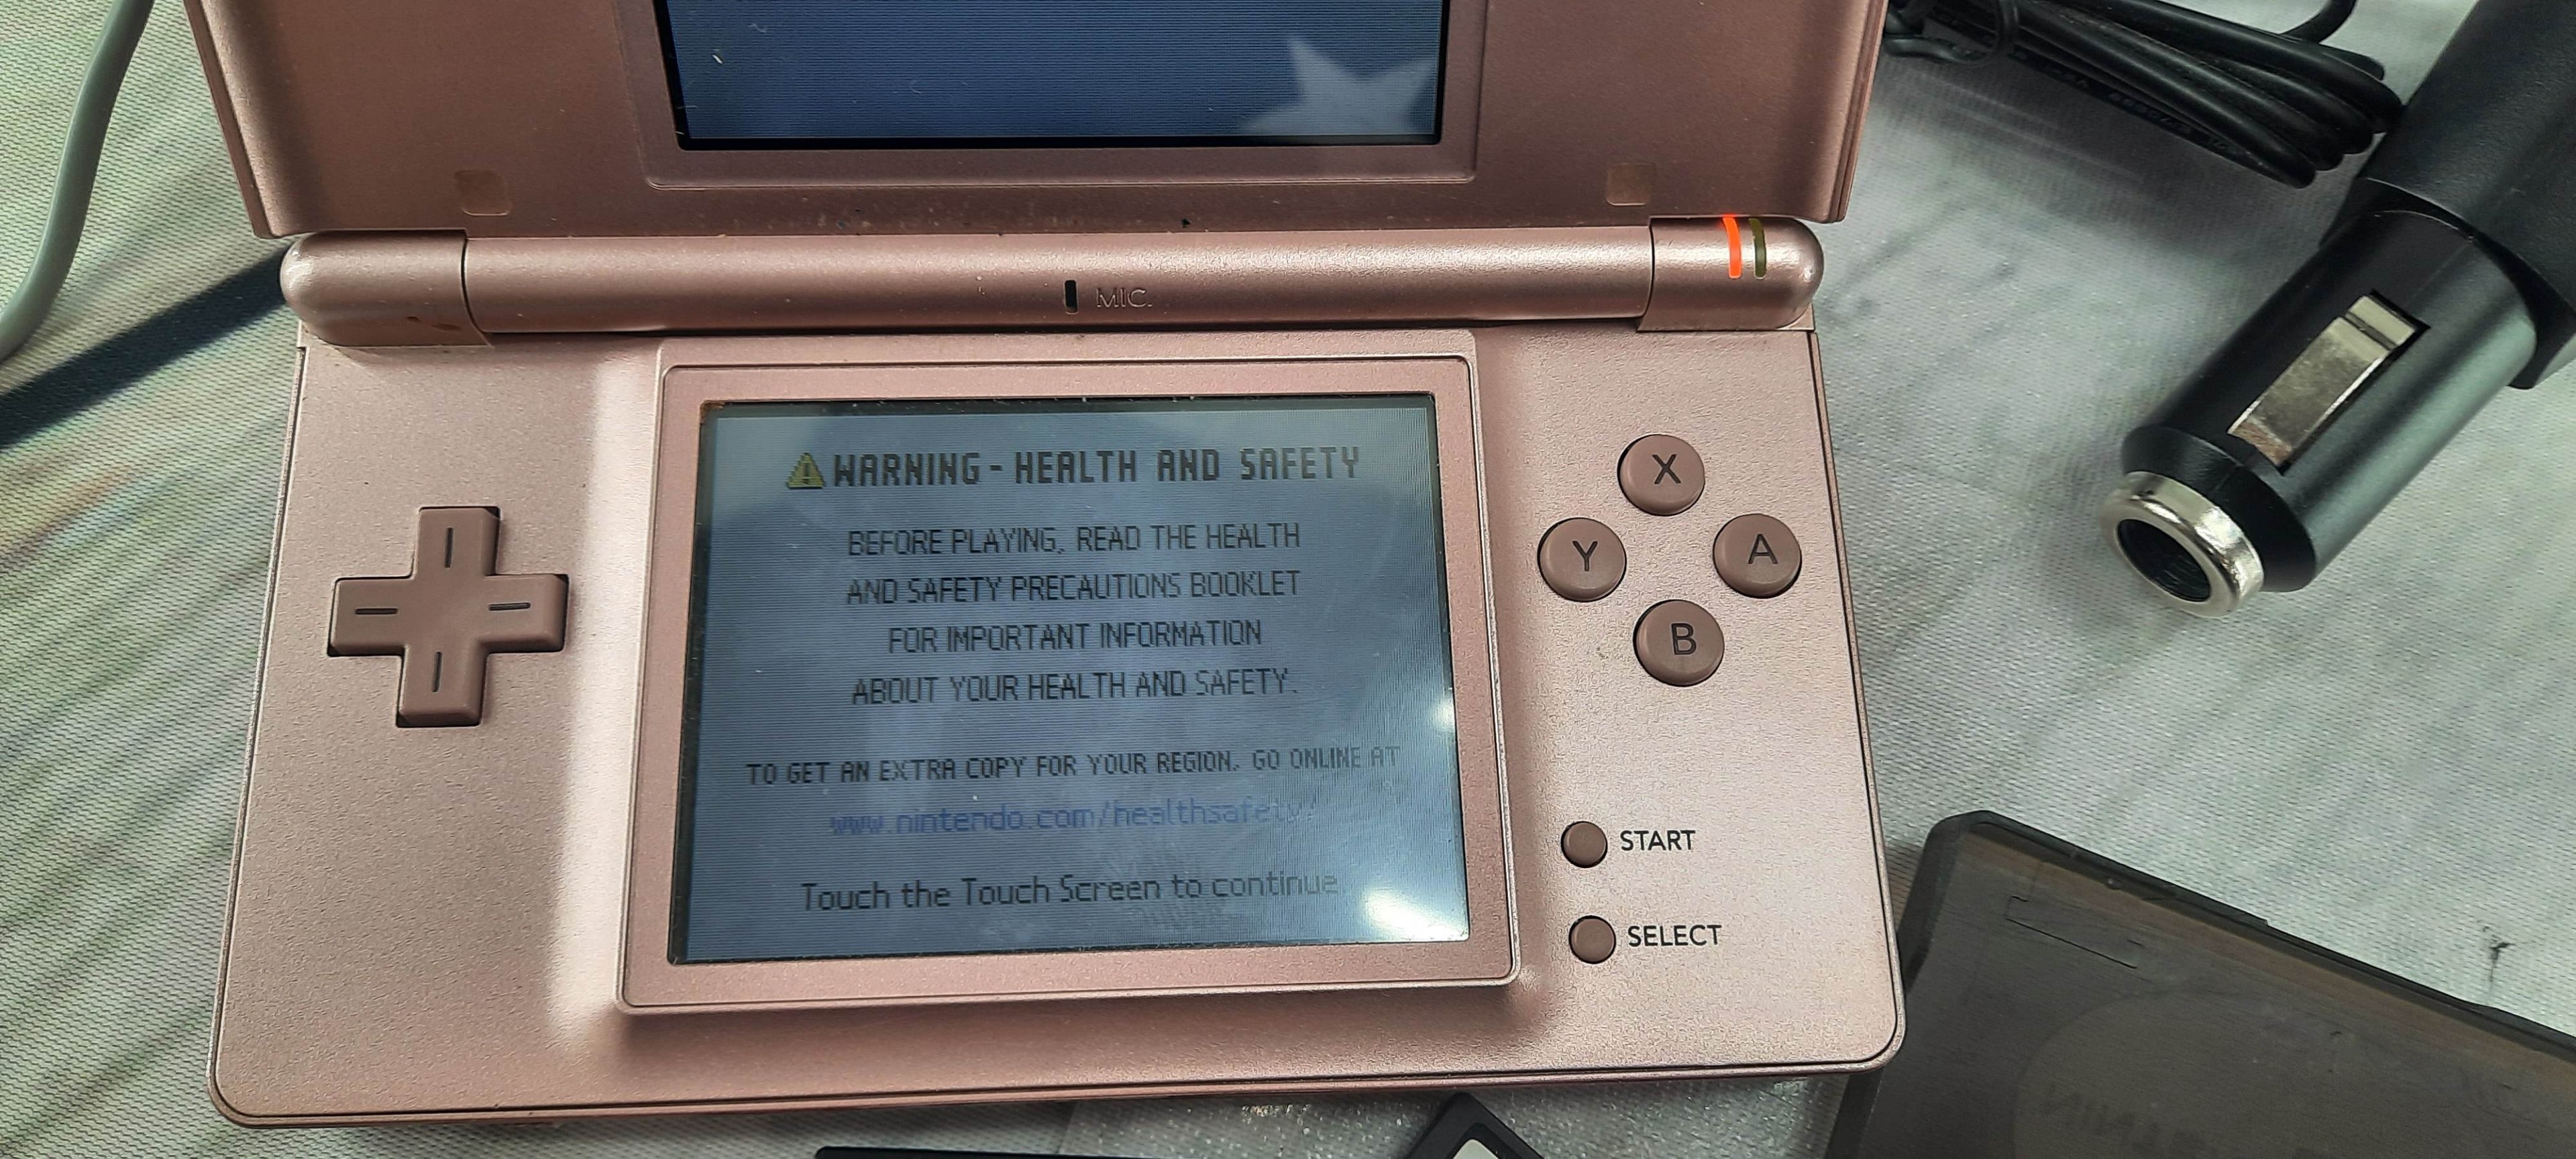 MIC.
⚠WARNING - HEALTH AND SAFETY
BEFORE PLAYING, READ THE HEALTH
AND SAFETY PRECAUTIONS BOOKLET
FOR IMPORTANT INFORMATION
ABOUT YOUR HEALTH AND SAFETY.
TO GET AN EXTRA COPY FOR YOUR REGION, GO ONLINE AT
www.nintendo.com/healthsafety/
Touch the Touch Screen to continue.
X
Y
A
B
START
SELECT